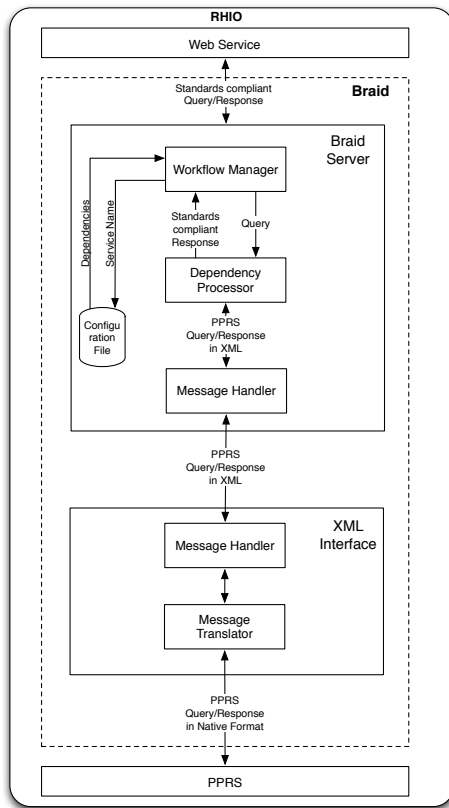 RHIO
Web Service
Standards compliant
Query/Response
Braid
Braid
Server
Workflow Manager
Dependencies
Service Name
Standards
compliant
Response
Query
Dependency
Processor
Configu
ration
File
PPRS
Query/Response
in XML
Message Handler
PPRS
Query/Response
in XML
XML
Interface
Message Handler
Message
Translator
PPRS
Query/Response
in Native Format
PPRS